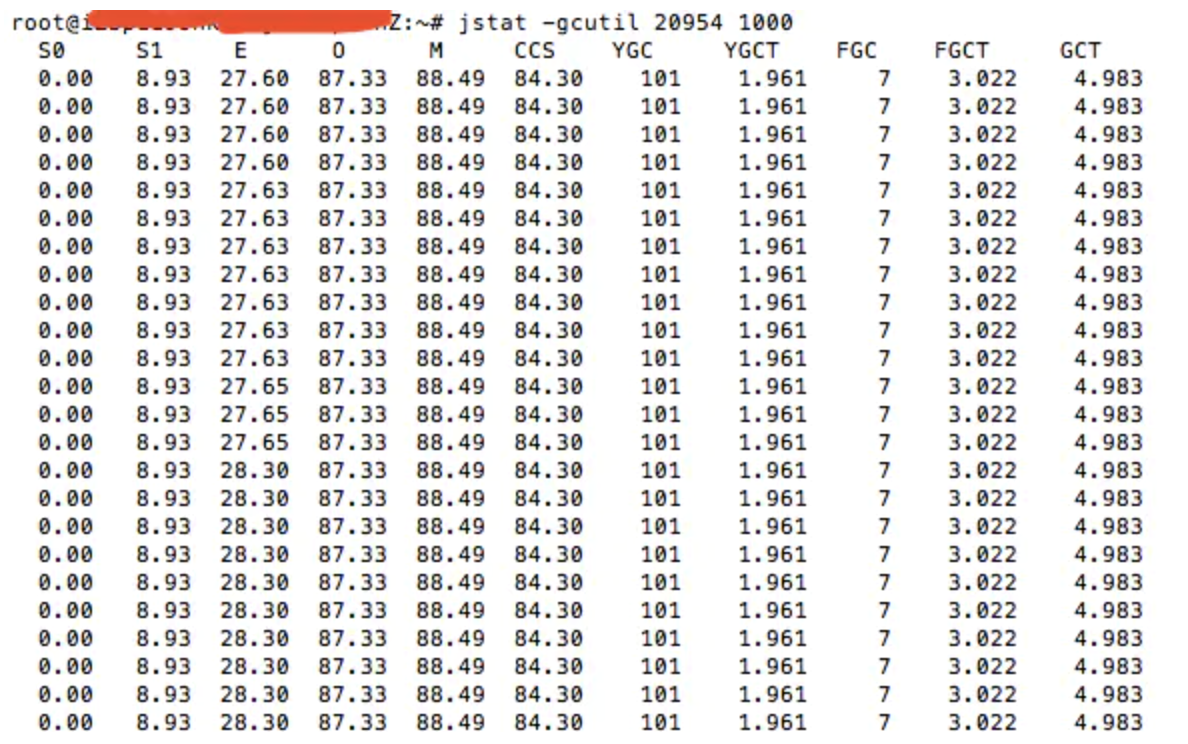 root@i Z:~# jstat -gcutil 20954 1000
S0 S1 E O M CCS YGC YGCT FGC FGCT GCT
0.00 8.93 27.60 87.33 88.49 84.30 101 1.961 7 3.022 4.983
0.00 8.93 27.60 87.33 88.49 84.30 101 1.961 7 3.022 4.983
0.00 8.93 27.60 87.33 88.49 84.30 101 1.961 7 3.022 4.983
0.00 8.93 27.60 87.33 88.49 84.30 101 1.961 7 3.022 4.983
0.00 8.93 27.63 87.33 88.49 84.30 101 1.961 7 3.022 4.983
0.00 8.93 27.63 87.33 88.49 84.30 101 1.961 7 3.022 4.983
0.00 8.93 27.63 87.33 88.49 84.30 101 1.961 7 3.022 4.983
0.00 8.93 27.63 87.33 88.49 84.30 101 1.961 7 3.022 4.983
0.00 8.93 27.63 87.33 88.49 84.30 101 1.961 7 3.022 4.983
0.00 8.93 27.63 87.33 88.49 84.30 101 1.961 7 3.022 4.983
0.00 8.93 27.63 87.33 88.49 84.30 101 1.961 7 3.022 4.983
0.00 8.93 27.65 87.33 88.49 84.30 101 1.961 7 3.022 4.983
0.00 8.93 27.65 87.33 88.49 84.30 101 1.961 7 3.022 4.983
0.00 8.93 27.65 87.33 88.49 84.30 101 1.961 7 3.022 4.983
0.00 8.93 28.30 87.33 88.49 84.30 101 1.961 7 3.022 4.983
0.00 8.93 28.30 87.33 88.49 84.30 101 1.961 7 3.022 4.983
0.00 8.93 28.30 87.33 88.49 84.30 101 1.961 7 3.022 4.983
0.00 8.93 28.30 87.33 88.49 84.30 101 1.961 7 3.022 4.983
0.00 8.93 28.30 87.33 88.49 84.30 101 1.961 7 3.022 4.983
0.00 8.93 28.30 87.33 88.49 84.30 101 1.961 7 3.022 4.983
0.00 8.93 28.30 87.33 88.49 84.30 101 1.961 7 3.022 4.983
0.00 8.93 28.30 87.33 88.49 84.30 101 1.961 7 3.022 4.983
0.00 8.93 28.30 87.33 88.49 84.30 101 1.961 7 3.022 4.983
0.00 8.93 28.30 87.33 88.49 84.30 101 1.961 7 3.022 4.983